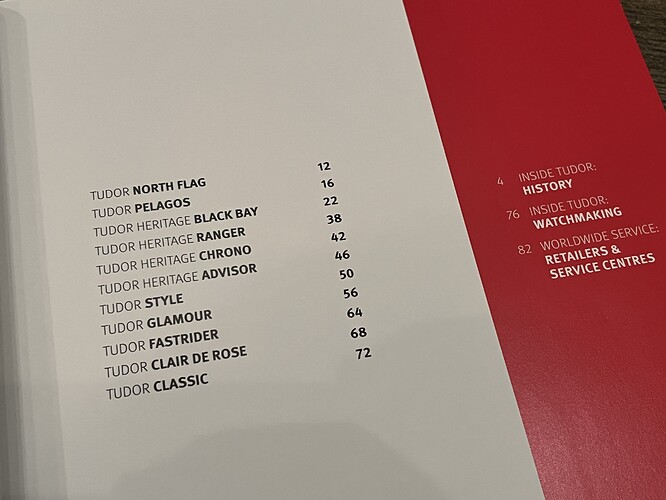 TUDOR NORTH FLAG 12
TUDOR PELAGOS 16
TUDOR HERITAGE BLACK BAY 22
TUDOR HERITAGE RANGER 38
TUDOR HERITAGE CHRONO 42
TUDOR HERITAGE ADVISOR 46
TUDOR STYLE 50
TUDOR GLAMOUR 56
TUDOR FASTRIDER 64
TUDOR CLAIR DE ROSE 68
TUDOR CLASSIC 72
4 INSIDE TUDOR:
HISTORY
76 INSIDE TUDOR:
WATCHMAKING
82 WORLDWIDE SERVICE:
RETAILERS &
SERVICE CENTRES